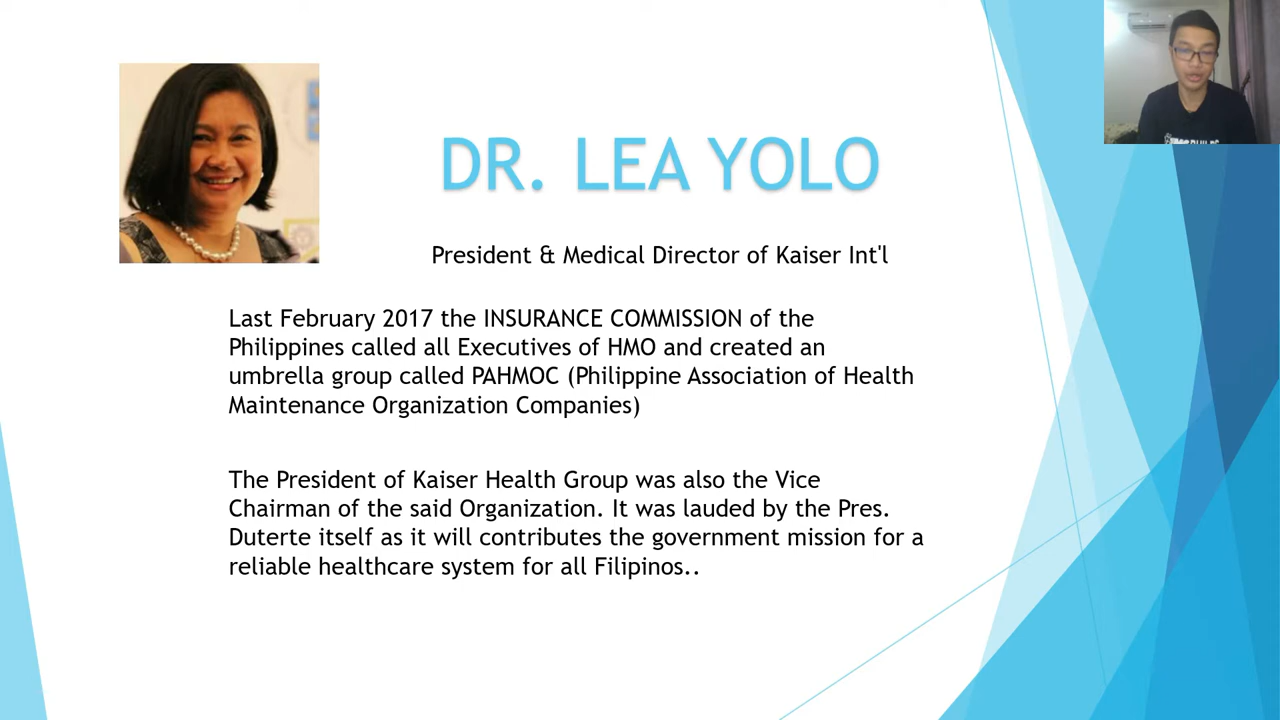 DR. LEA YOLO
President & Medical Director of Kaiser Int'l
Last February 2017 the INSURANCE COMMISSION of the
Philippines called all Executives of HMO and created an
umbrella group called PAHMOC (Philippine Association of Health
Maintenance Organization Companies)
The President of Kaiser Health Group was also the Vice
Chairman of the said Organization. It was lauded by the Pres.
Duterte itself as it will contributes the government mission for a
reliable healthcare system for all Filipinos..